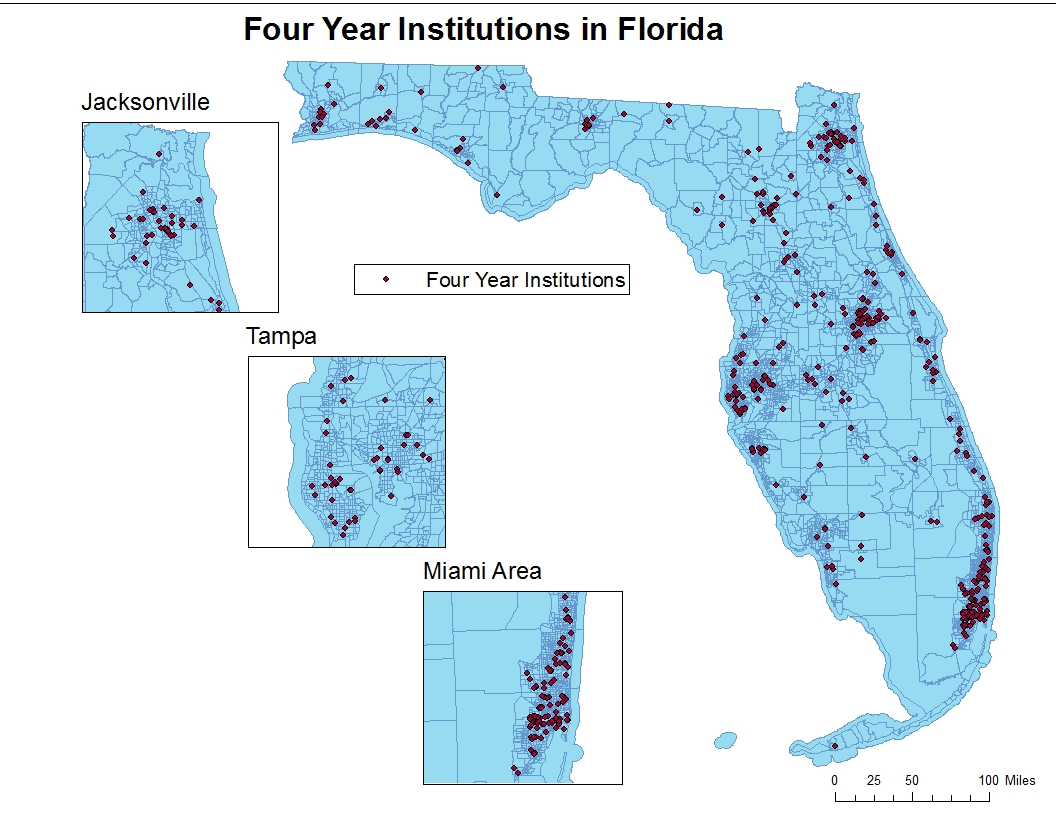 Four Year Institutions in Florida
Jacksonville
Four Year Institutions
Tampa
Miami Area
0 25 50 100 Miles